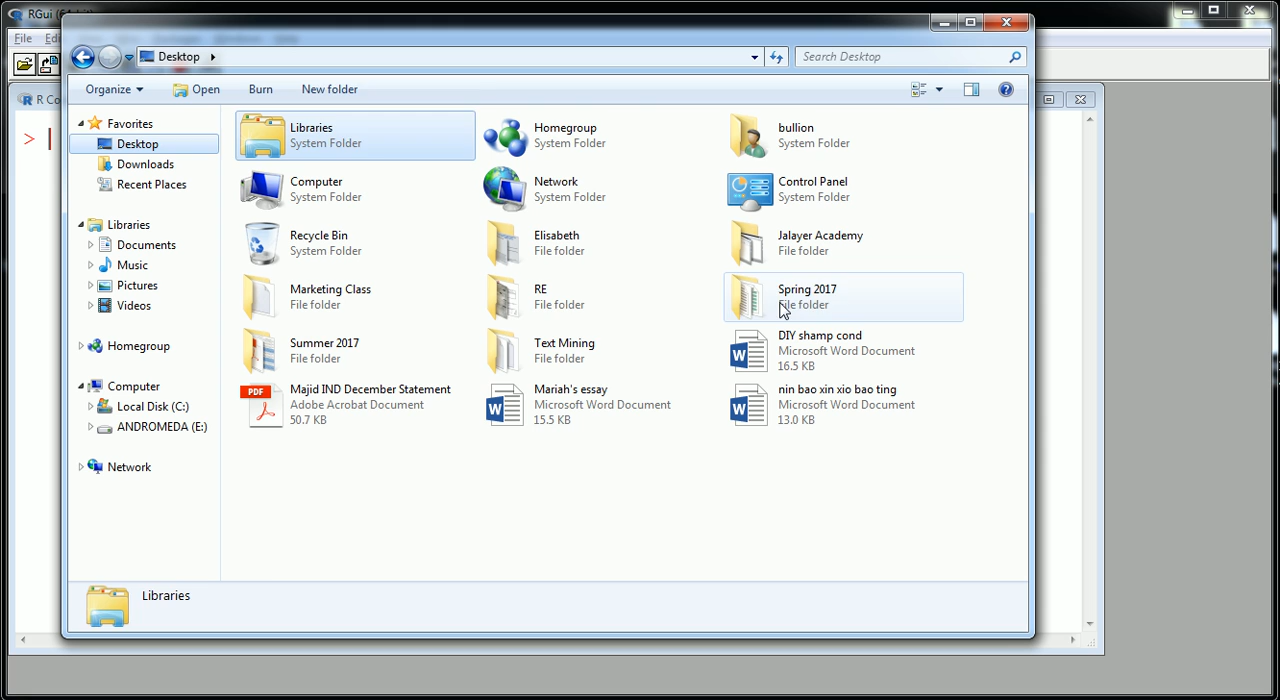 RGui (64-bit)
File Edi
Desktop
Search Desktop
Organize Open Burn New folder
R Co
>
Favorites
Desktop
Downloads
Recent Places
Libraries
Documents
Music
Pictures
Videos
Homegroup
Computer
Local Disk (C:)
ANDROMEDA (E:)
Network
Libraries
System Folder
Homegroup
System Folder
bullion
System Folder
Computer
System Folder
Network
System Folder
Control Panel
System Folder
Recycle Bin
System Folder
Elisabeth
File folder
Jalayer Academy
File folder
Marketing Class
File folder
RE
File folder
Spring 2017
File folder
Summer 2017
File folder
Text Mining
File folder
DIY shamp cond
Microsoft Word Document
16.5 KB
PDF
Majid IND December Statement
Adobe Acrobat Document
50.7 KB
Mariah's essay
Microsoft Word Document
15.5 KB
nin bao xin xio bao ting
Microsoft Word Document
13.0 KB
Libraries